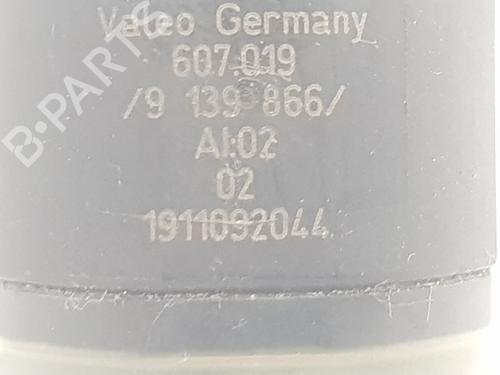 Valeo Germany
607.019
/9 139 866/
AI:02
02
1911092044
B-PARTS